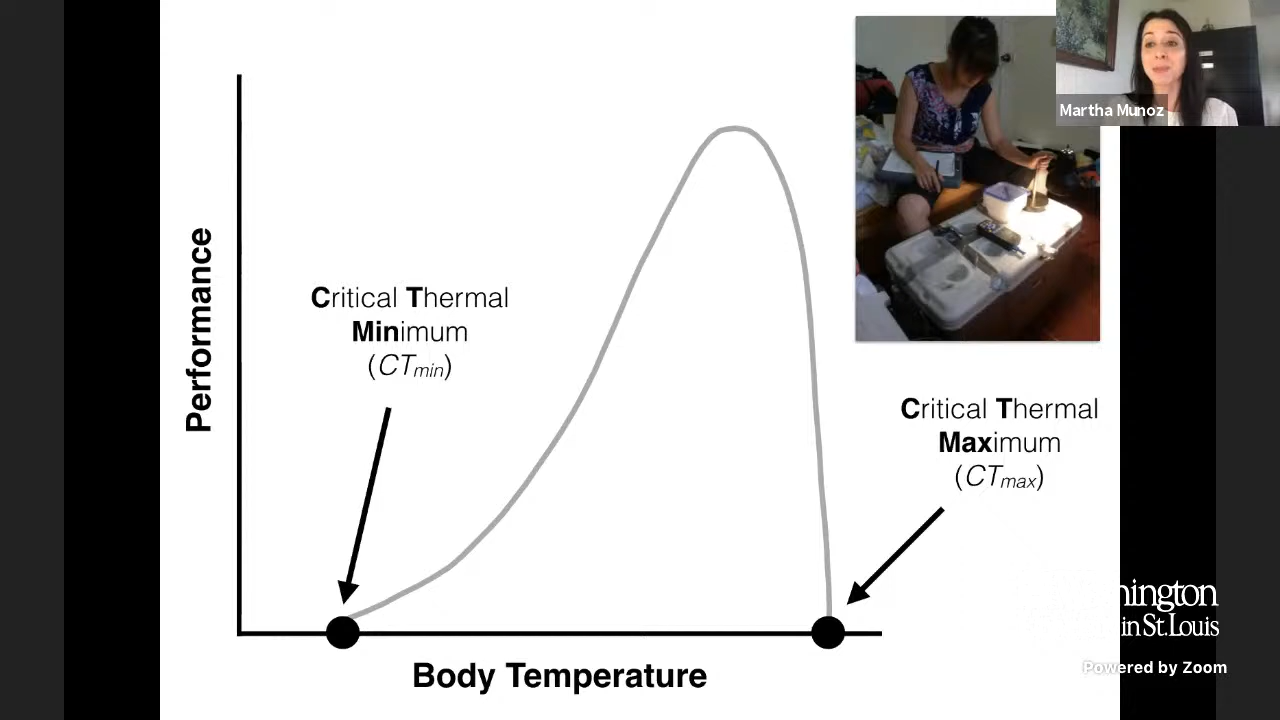 Martha Munoz
Performance
Critical Thermal
Minimum
(CTmin)
Critical Thermal
Maximum
(CTmax)
Body Temperature
in St. Louis
Powered by Zoom